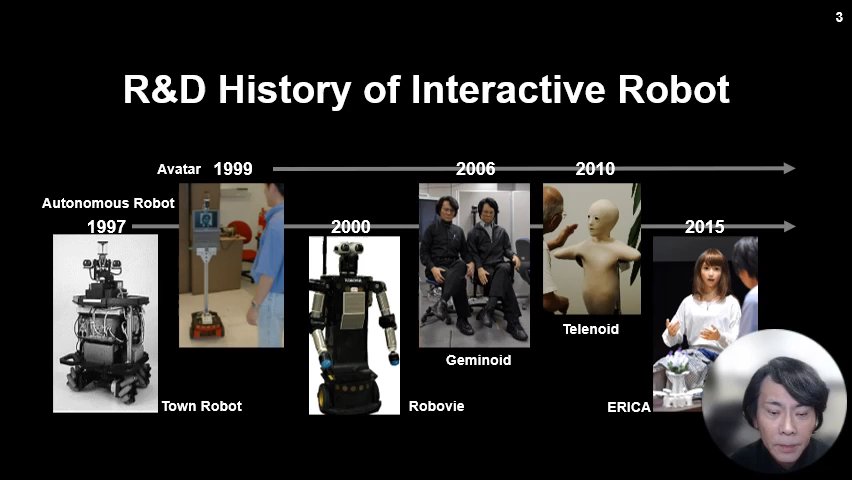 3
R&D History of Interactive Robot
Avatar 1999 2006 2010
Autonomous Robot
1997 2000 2015
Telenoid
Geminoid
Town Robot Robovie ERICA